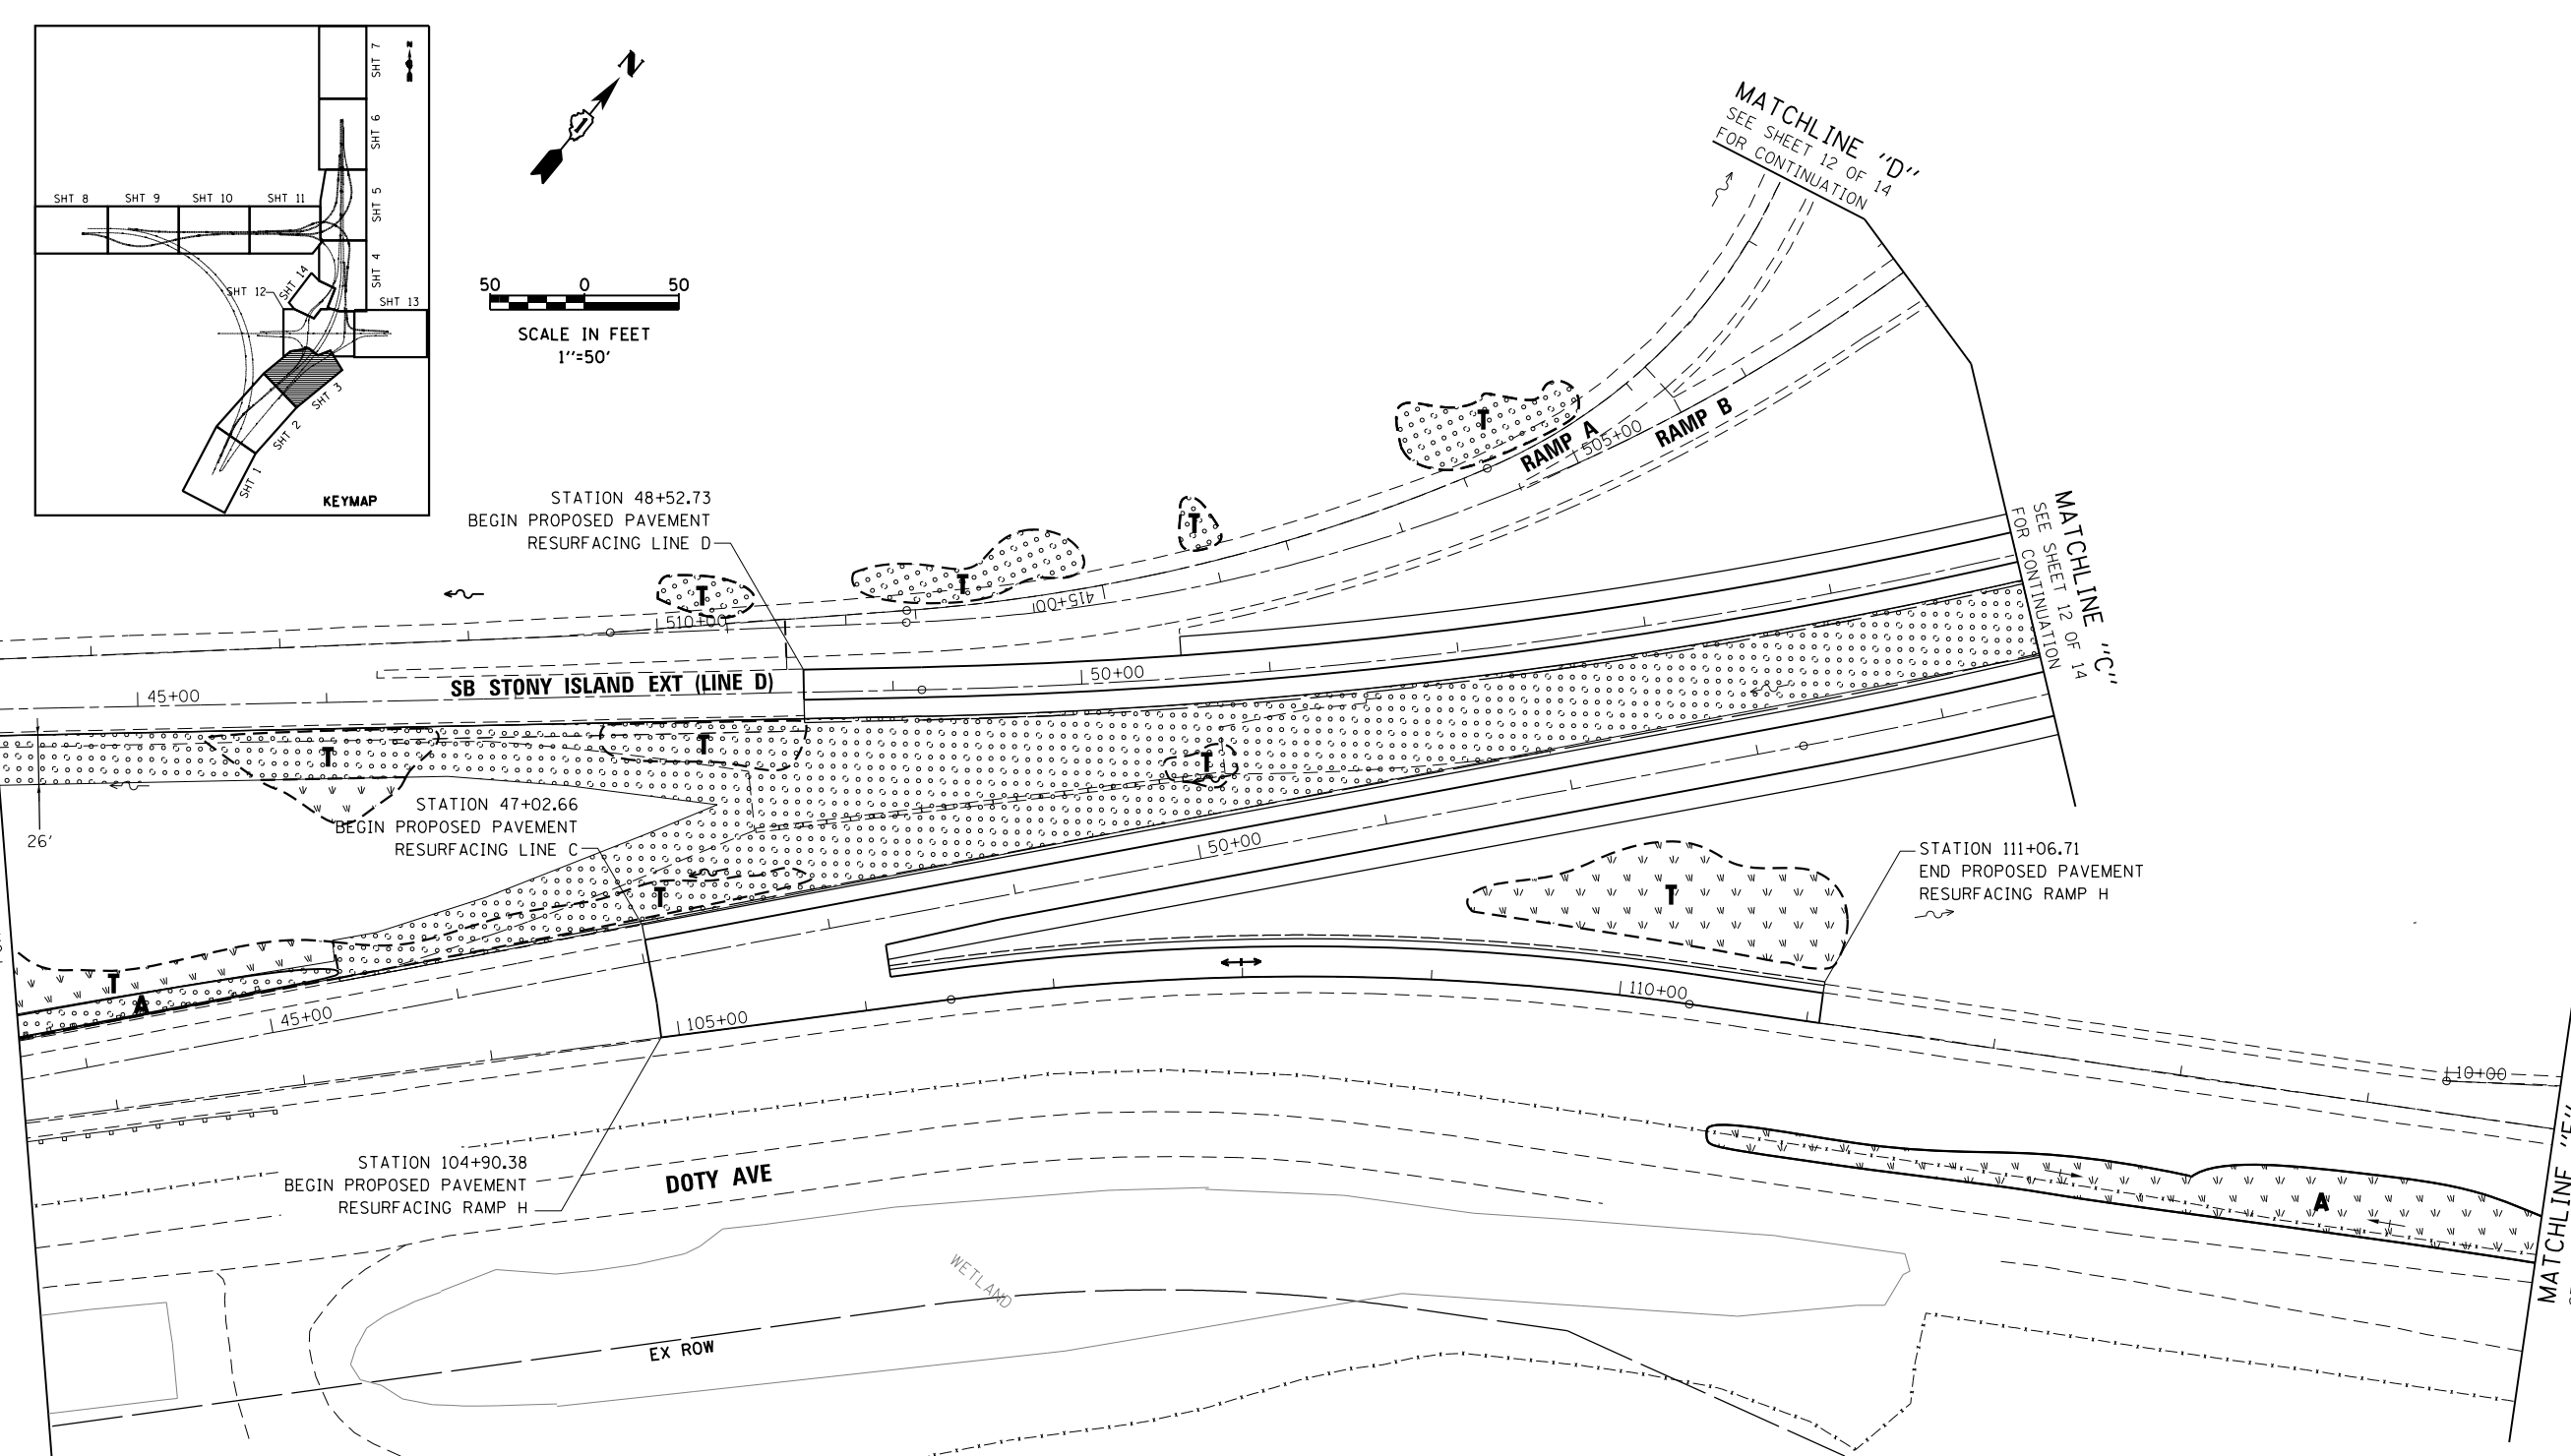 SHT 7
SHT 6
SHT 5
SHT 4
SHT 8
SHT 9
SHT 10
SHT 11
SHT 12
SHT 14
SHT 13
SHT 3
SHT 2
SHT 1
N
KEYMAP
N
50 0 50
SCALE IN FEET
1''=50'
MATCHLINE ''D''
SEE SHEET 12 OF 14
FOR CONTINUATION
MATCHLINE ''C''
SEE SHEET 12 OF 14
FOR CONTINUATION
T
RAMP A
505+00
RAMP B
T
T
T
STATION 48+52.73
BEGIN PROPOSED PAVEMENT
RESURFACING LINE D
510+00
415+00
SB STONY ISLAND EXT (LINE D)
45+00
50+00
T
T
T
26'
STATION 47+02.66
BEGIN PROPOSED PAVEMENT
RESURFACING LINE C
50+00
T
T
STATION 111+06.71
END PROPOSED PAVEMENT
RESURFACING RAMP H
T
A
45+00
105+00
110+00
10+00
STATION 104+90.38
BEGIN PROPOSED PAVEMENT
RESURFACING RAMP H
DOTY AVE
A
WETLAND
EX ROW
MATCHLINE